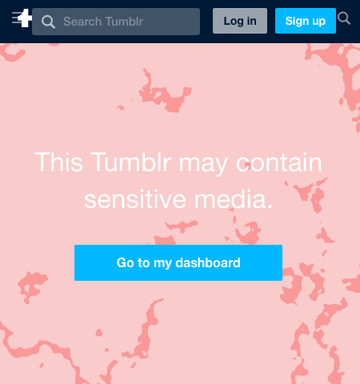 Search Tumblr
Log in
Sign up
This Tumblr may contain
sensitive media.
Go to my dashboard